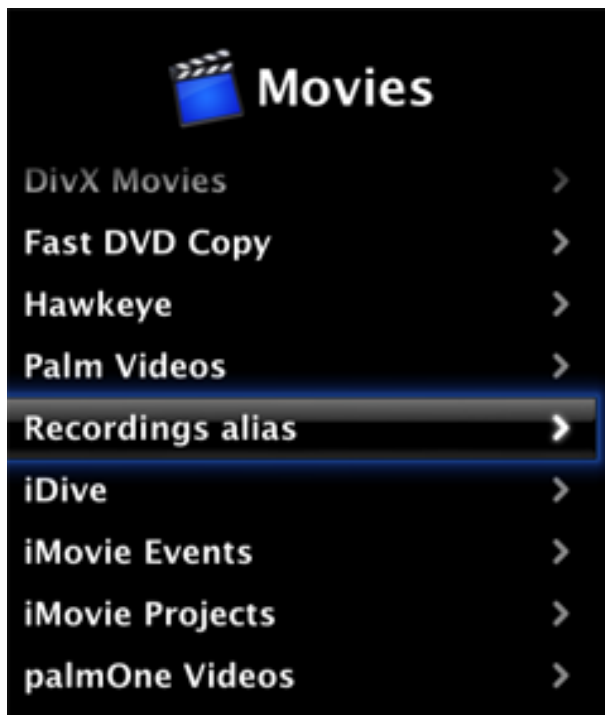 Movies
DivX Movies
Fast DVD Copy
Hawkeye
Palm Videos
Recordings alias
iDive
iMovie Events
iMovie Projects
palmOne Videos